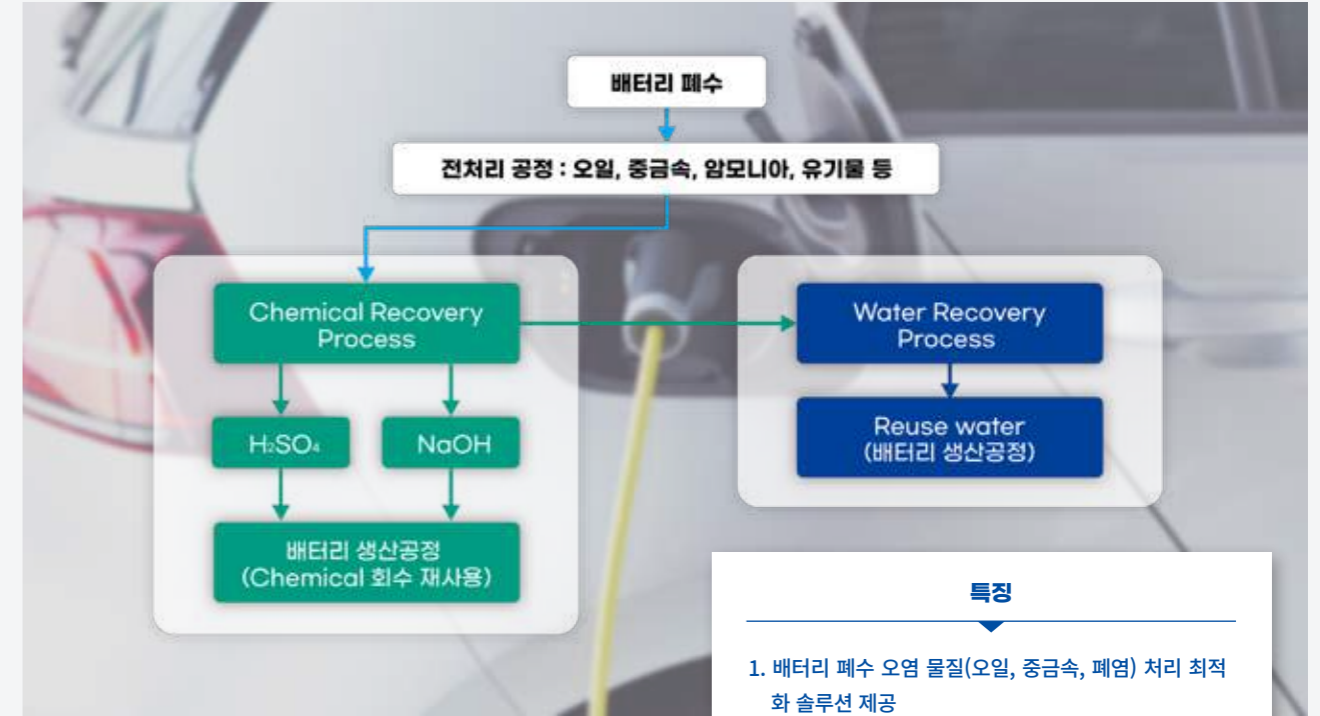 배터리 폐수
전처리 공정 : 오일, 중금속, 암모니아, 유기물 등
Chemical Recovery
Process
H₂SO₄
NaOH
배터리 생산공정
(Chemical 회수 재사용)
Water Recovery
Process
Reuse water
(배터리 생산공정)
특징
1. 배터리 폐수 오염 물질(오일, 중금속, 폐염) 처리 최적
화 솔루션 제공